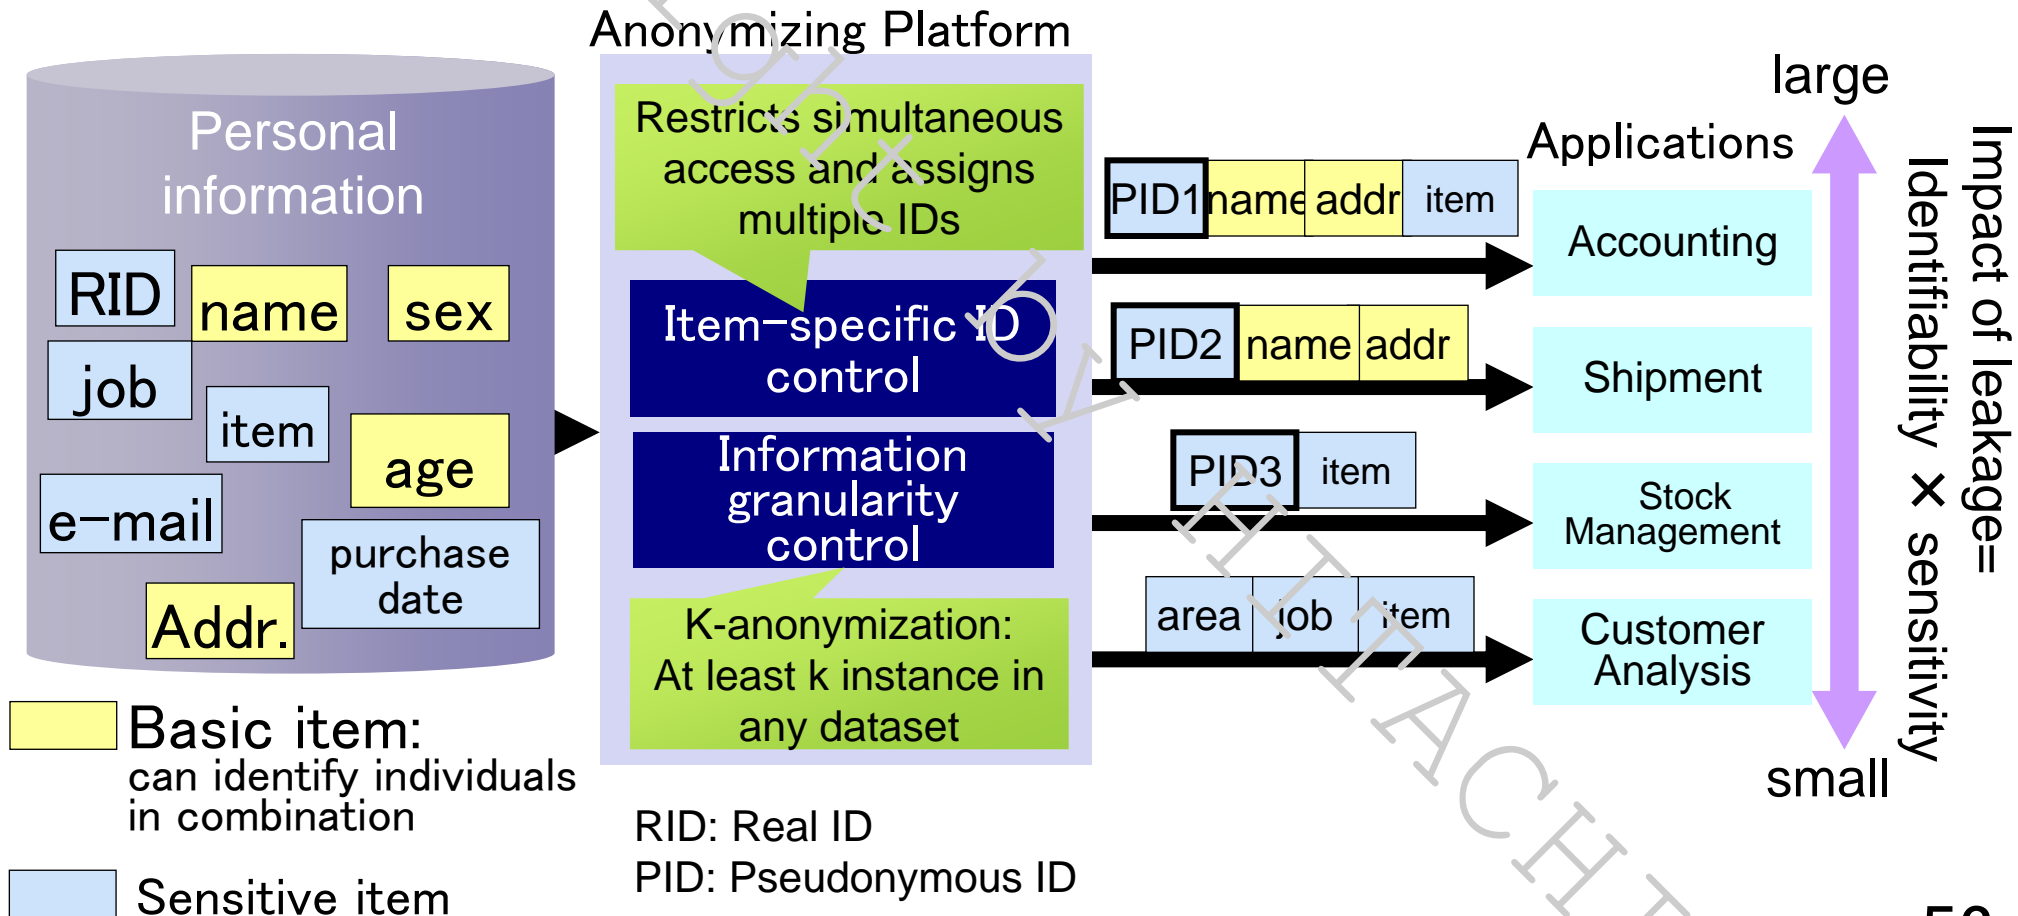 Anonymizing Platform
Personal
information
RID
name
sex
job
item
age
e-mail
purchase
date
Addr.
Basic item:
can identify individuals
in combination
Sensitive item
Restricts simultaneous
access and assigns
multiple IDs
Item-specific ID
control
Information
granularity
control
K-anonymization:
At least k instance in
any dataset
RID: Real ID
PID: Pseudonymous ID
PID1 name addr item
PID2 name addr
PID3 item
area job item
Applications
Accounting
Shipment
Stock
Management
Customer
Analysis
large
small
Impact of leakage=
Identifiability × sensitivity
by HITACHI